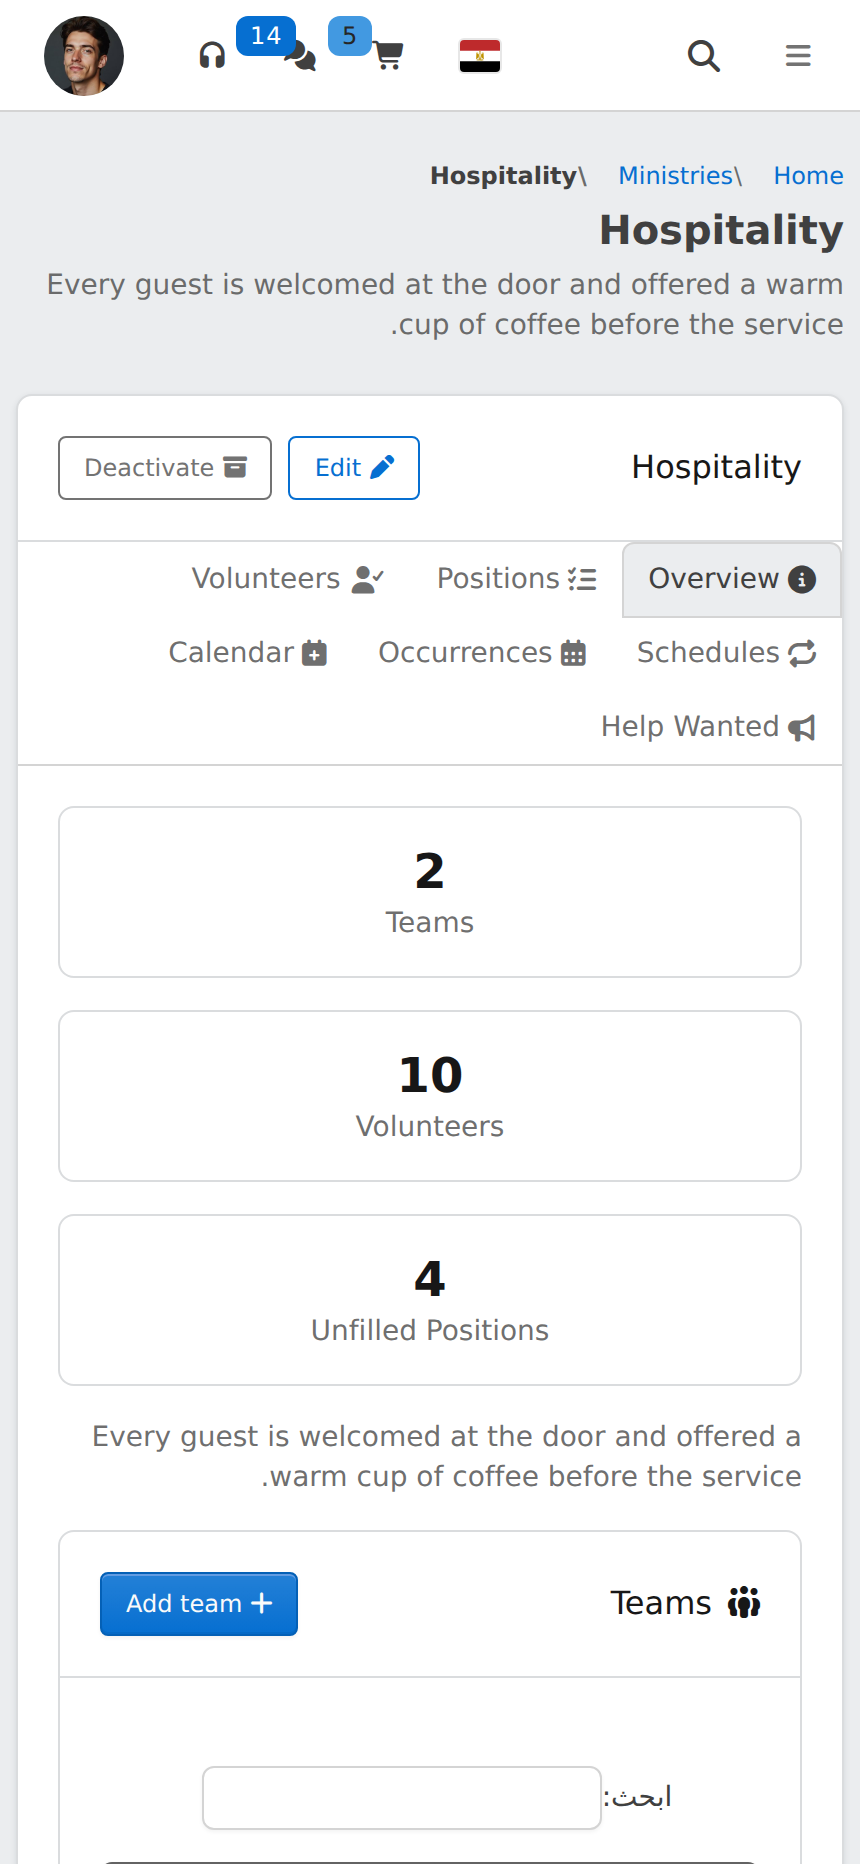 14
5
Home
Ministries\
Hospitality\
Hospitality
Every guest is welcomed at the door and offered a warm
cup of coffee before the service.
Hospitality
Edit
Deactivate
Overview
Positions
Volunteers
Schedules
Occurrences
Calendar
Help Wanted
2
Teams
10
Volunteers
4
Unfilled Positions
Every guest is welcomed at the door and offered a
warm cup of coffee before the service.
Teams
Add team
ابحث: